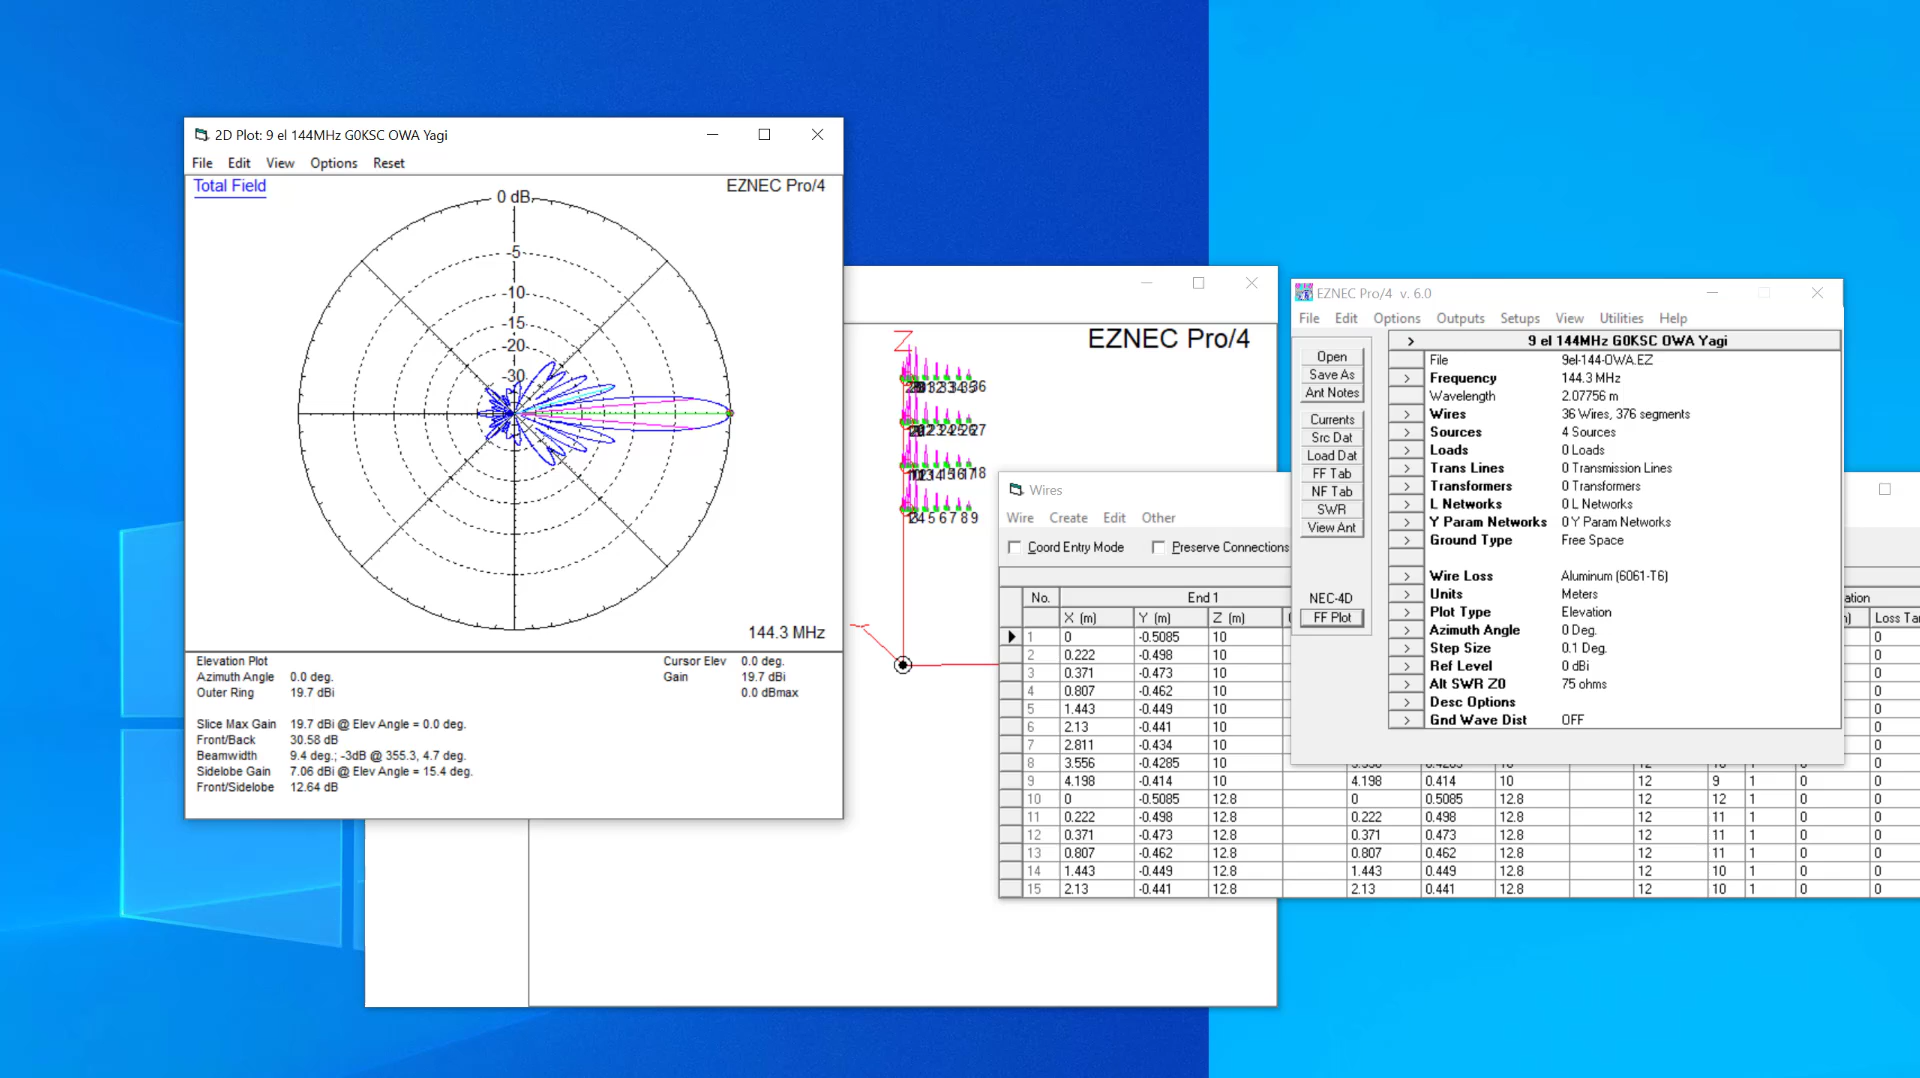 2D Plot: 9 el 144MHz G0KSC OWA Yagi
File Edit View Options Reset
Total Field
EZNEC Pro/4
0 dB
-5
-10
-15
-20
-30
144.3 MHz
Elevation Plot
Azimuth Angle 0.0 deg.
Outer Ring 19.7 dBi
Cursor Elev 0.0 deg.
Gain 19.7 dBi
0.0 dBmax
Slice Max Gain 19.7 dBi @ Elev Angle = 0.0 deg.
Front/Back 30.58 dB
Beamwidth 9.4 deg.; -3dB @ 355.3, 4.7 deg.
Sidelobe Gain 7.06 dBi @ Elev Angle = 15.4 deg.
Front/Sidelobe 12.64 dB
EZNEC Pro/4
Z
EZNEC Pro/4 v. 6.0
File Edit Options Outputs Setups View Utilities Help
Open
Save As
Ant Notes
Currents
Src Dat
Load Dat
FF Tab
NF Tab
SWR
View Ant
NEC-4D
FF Plot
> 9 el 144MHz G0KSC OWA Yagi
File 9el-144-OWA.EZ
> Frequency 144.3 MHz
Wavelength 2.07756 m
> Wires 36 Wires, 376 segments
> Sources 4 Sources
> Loads 0 Loads
> Trans Lines 0 Transmission Lines
> Transformers 0 Transformers
> L Networks 0 L Networks
> Y Param Networks 0 Y Param Networks
> Ground Type Free Space
> Wire Loss Aluminum (6061-T6)
> Units Meters
> Plot Type Elevation
> Azimuth Angle 0 Deg.
> Step Size 0.1 Deg.
> Ref Level 0 dBi
> Alt SWR Z0 75 ohms
> Desc Options
> Gnd Wave Dist OFF
Wires
Wire Create Edit Other
Coord Entry Mode Preserve Connections
No. End 1
X (m) Y (m) Z (m) Loss
1 0 -0.5085 10 0
2 0.222 -0.498 10 0
3 0.371 -0.473 10 0
4 0.807 -0.462 10 0
5 1.443 -0.449 10 0
6 2.13 -0.441 10 0
7 2.811 -0.434 10 0
8 3.556 -0.4285 10 0
9 4.198 -0.414 10 4.198 0.414 10 12 9 1 0 0
10 0 -0.5085 12.8 0 0.5085 12.8 12 12 1 0 0
11 0.222 -0.498 12.8 0.222 0.498 12.8 12 11 1 0 0
12 0.371 -0.473 12.8 0.371 0.473 12.8 12 11 1 0 0
13 0.807 -0.462 12.8 0.807 0.462 12.8 12 11 1 0 0
14 1.443 -0.449 12.8 1.443 0.449 12.8 12 10 1 0 0
15 2.13 -0.441 12.8 2.13 0.441 12.8 12 10 1 0 0